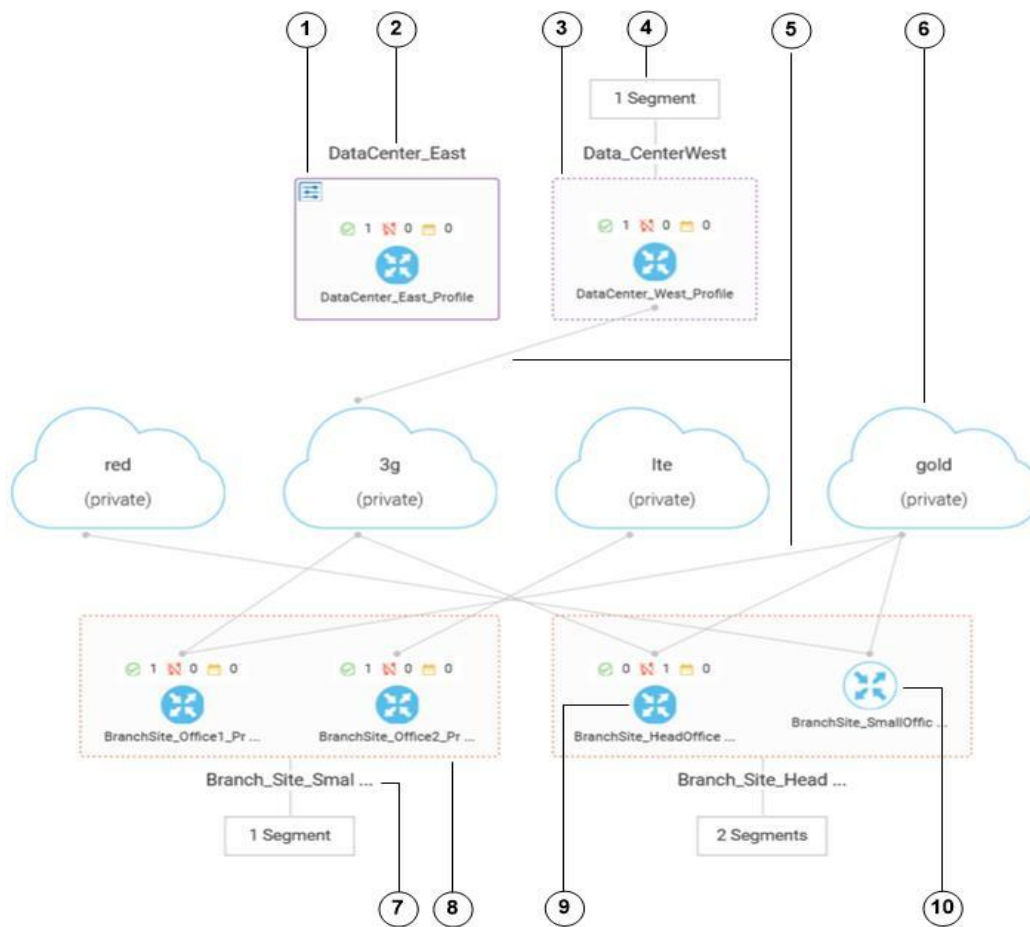 1 2 3 4 5 6
1 Segment
DataCenter_East Data_CenterWest
1 0 0 1 0 0
DataCenter_East_Profile DataCenter_West_Profile
red 3g lte gold
(private) (private) (private) (private)
1 0 0 1 0 0 0 1 0
BranchSite_Office1_Pr ... BranchSite_Office2_Pr ... BranchSite_HeadOffice ... BranchSite_SmallOffic ...
Branch_Site_Smal ... Branch_Site_Head ...
1 Segment 2 Segments
7 8 9 10